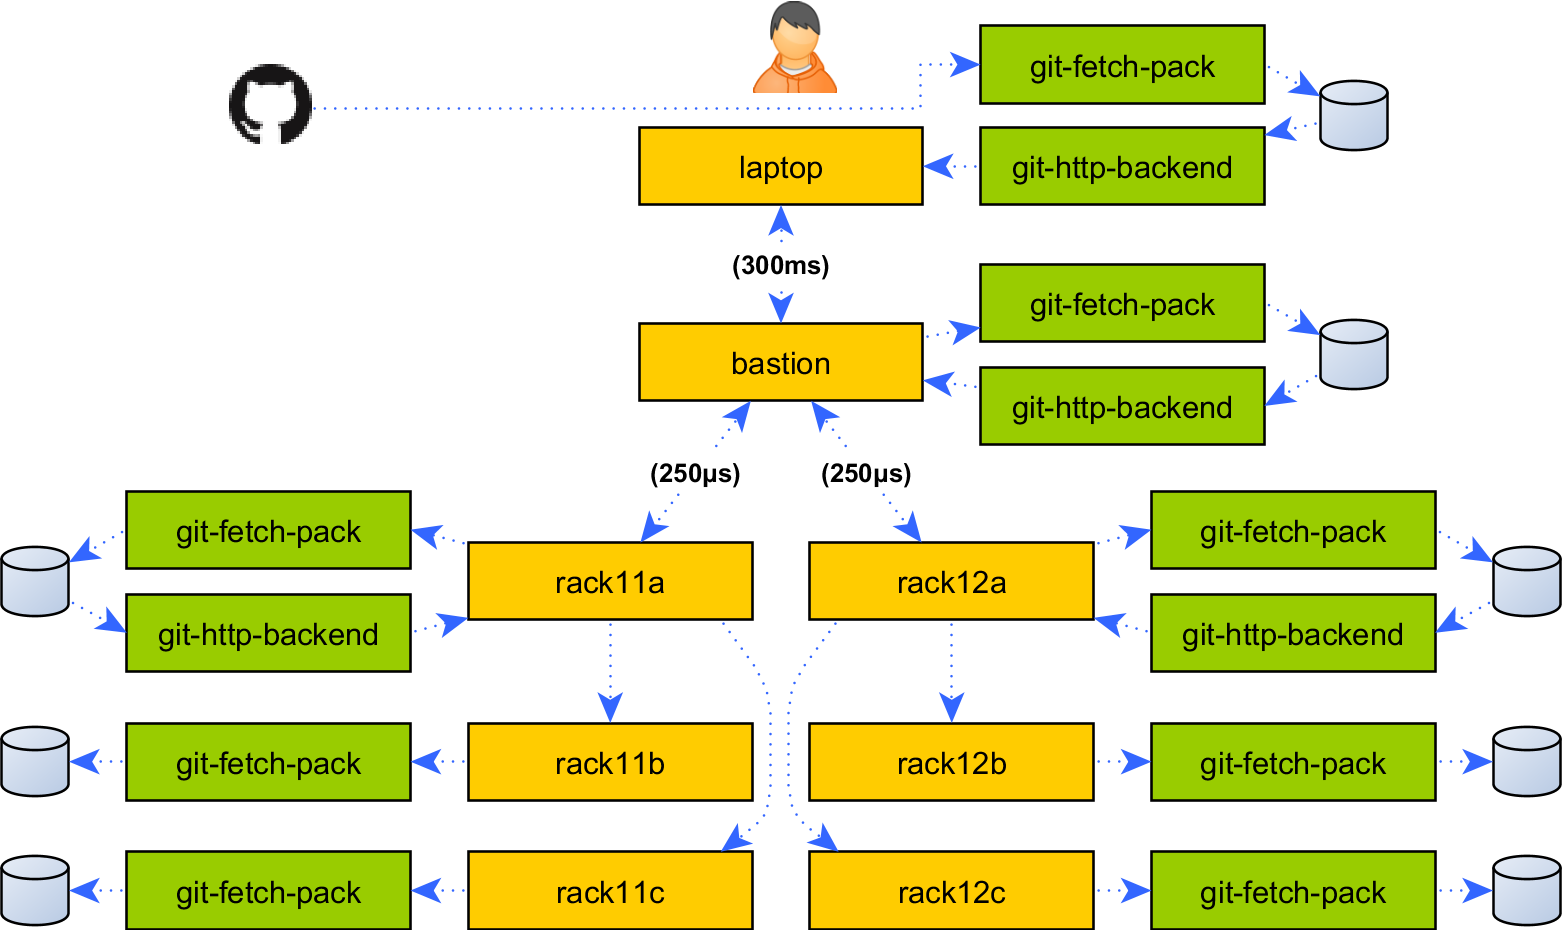 git-fetch-pack
laptop
git-http-backend
(300ms)
git-fetch-pack
bastion
git-http-backend
(250µs)
(250µs)
git-fetch-pack
git-fetch-pack
rack11a
rack12a
git-http-backend
git-http-backend
git-fetch-pack
rack11b
rack12b
git-fetch-pack
git-fetch-pack
rack11c
rack12c
git-fetch-pack